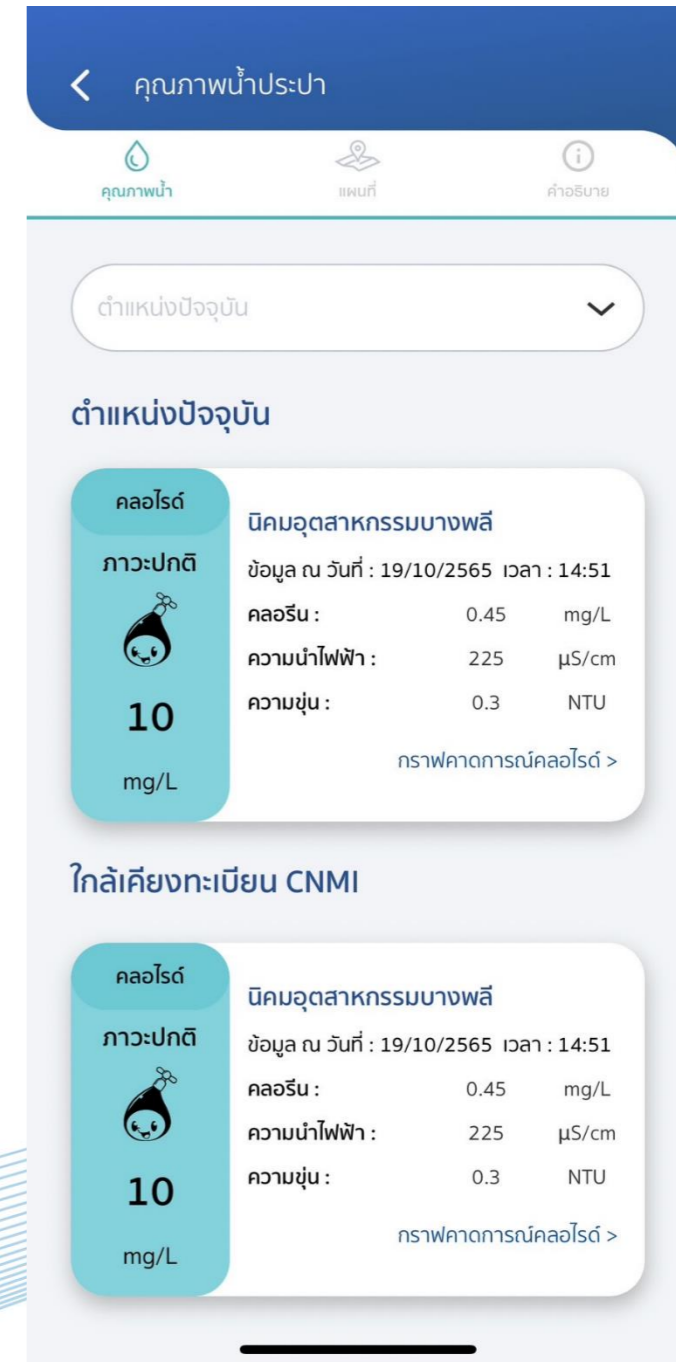 คุณภาพน้ำประปา
คุณภาพน้ำ แผนที่ คำอธิบาย
ตำแหน่งปัจจุบัน
ตำแหน่งปัจจุบัน
คลอไรด์
ภาวะปกติ
10
mg/L
นิคมอุตสาหกรรมบางพลี
ข้อมูล ณ วันที่ : 19/10/2565 เวลา : 14:51
คลอรีน : 0.45 mg/L
ความนำไฟฟ้า : 225 µS/cm
ความขุ่น : 0.3 NTU
กราฟคาดการณ์คลอไรด์ >
ใกล้เคียงทะเบียน CNMI
คลอไรด์
ภาวะปกติ
10
mg/L
นิคมอุตสาหกรรมบางพลี
ข้อมูล ณ วันที่ : 19/10/2565 เวลา : 14:51
คลอรีน : 0.45 mg/L
ความนำไฟฟ้า : 225 µS/cm
ความขุ่น : 0.3 NTU
กราฟคาดการณ์คลอไรด์ >